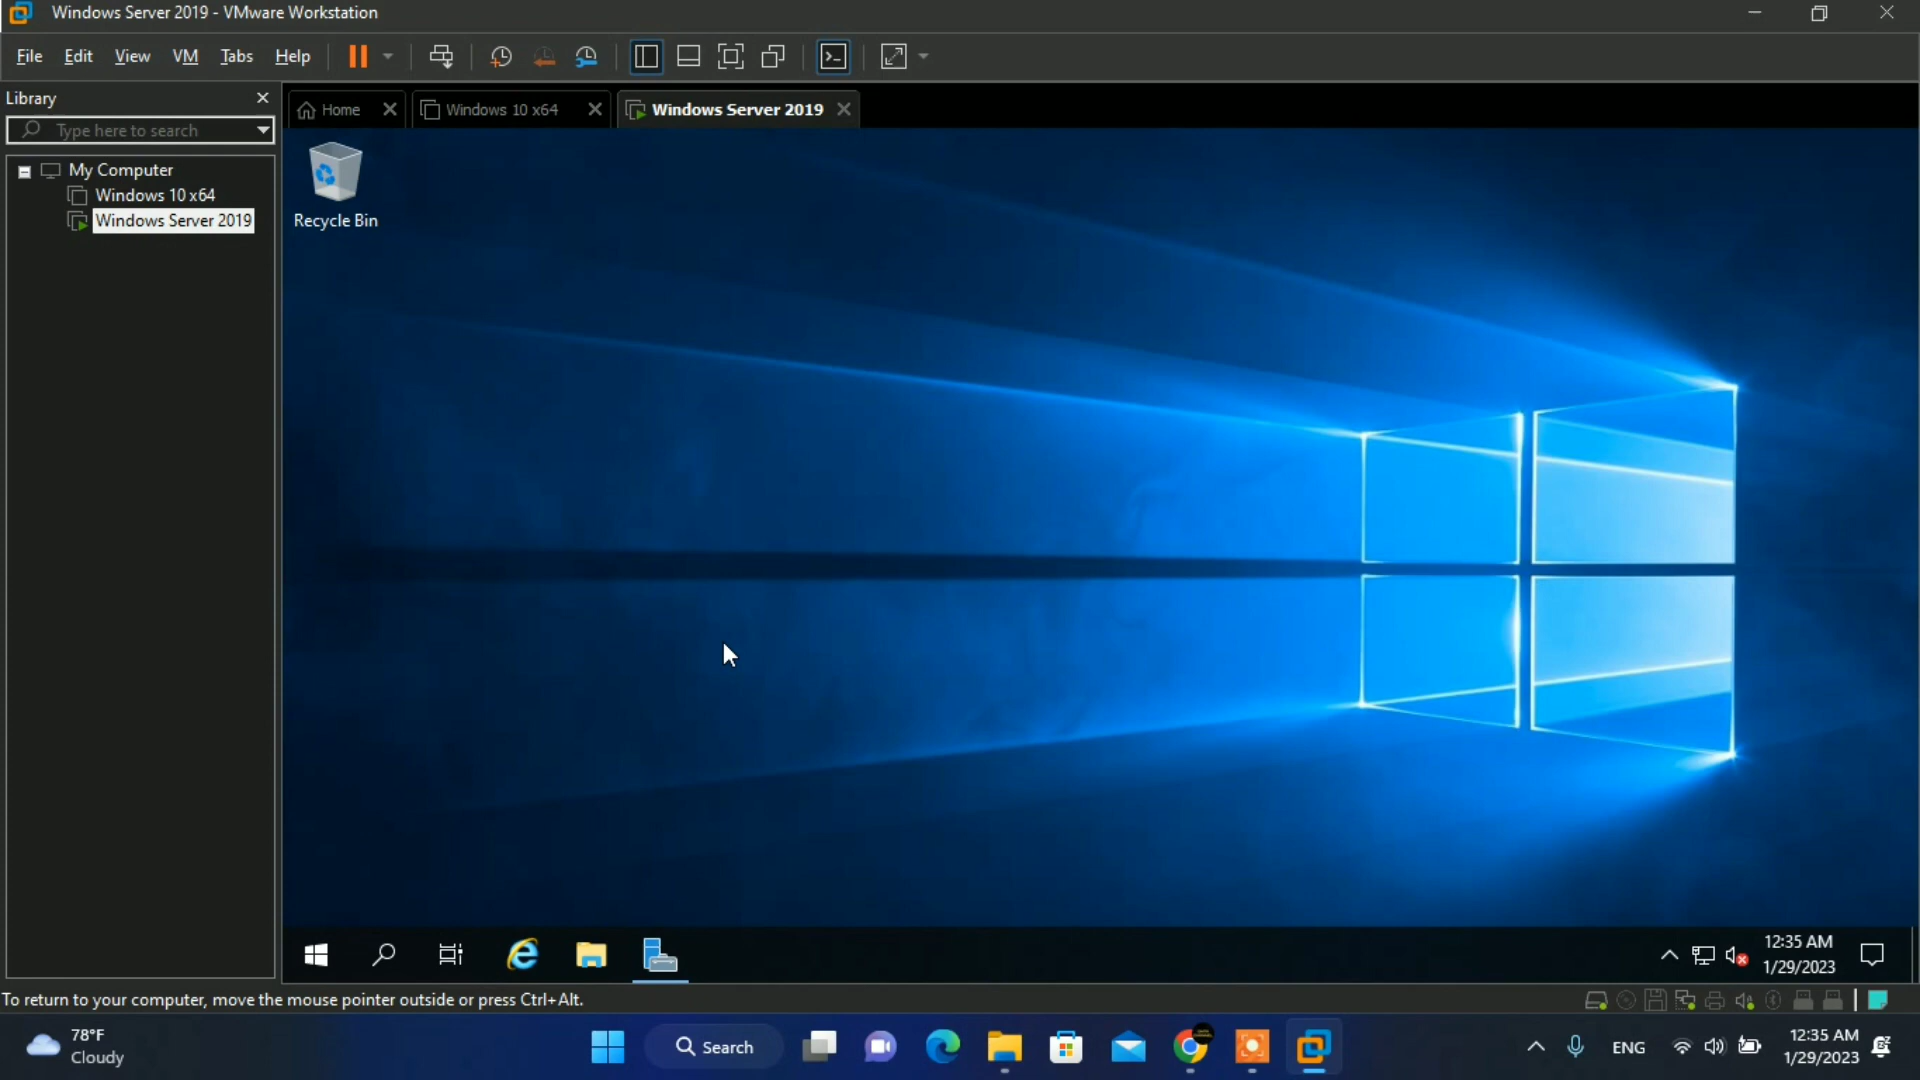 Windows Server 2019 - VMware Workstation
File Edit View VM Tabs Help
Library
Type here to search
My Computer
Windows 10 x64
Windows Server 2019
Home
Windows 10 x64
Windows Server 2019
Recycle Bin
12:35 AM
1/29/2023
To return to your computer, move the mouse pointer outside or press Ctrl+Alt.
78°F
Cloudy
Search
ENG
12:35 AM
1/29/2023